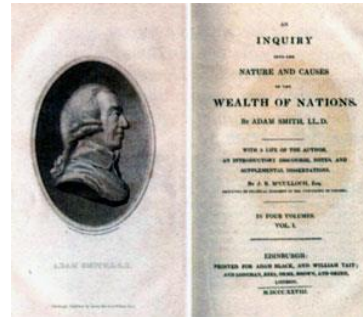 ADAM SMITH, LL.D.
AN
INQUIRY
INTO THE
NATURE AND CAUSES
OF THE
WEALTH OF NATIONS.
BY ADAM SMITH, LL.D.
WITH A LIFE OF THE AUTHOR,
AN INTRODUCTORY DISCOURSE, NOTES, AND
SUPPLEMENTAL DISSERTATIONS.
BY J. R. M'CULLOCH, ESQ.
IN FOUR VOLUMES.
VOL. I.
EDINBURGH:
PRINTED FOR ADAM BLACK, AND WILLIAM TAIT;
AND LONGMAN, REES, ORME, BROWN, AND GREEN,
LONDON.
M.DCCC.XXVIII.